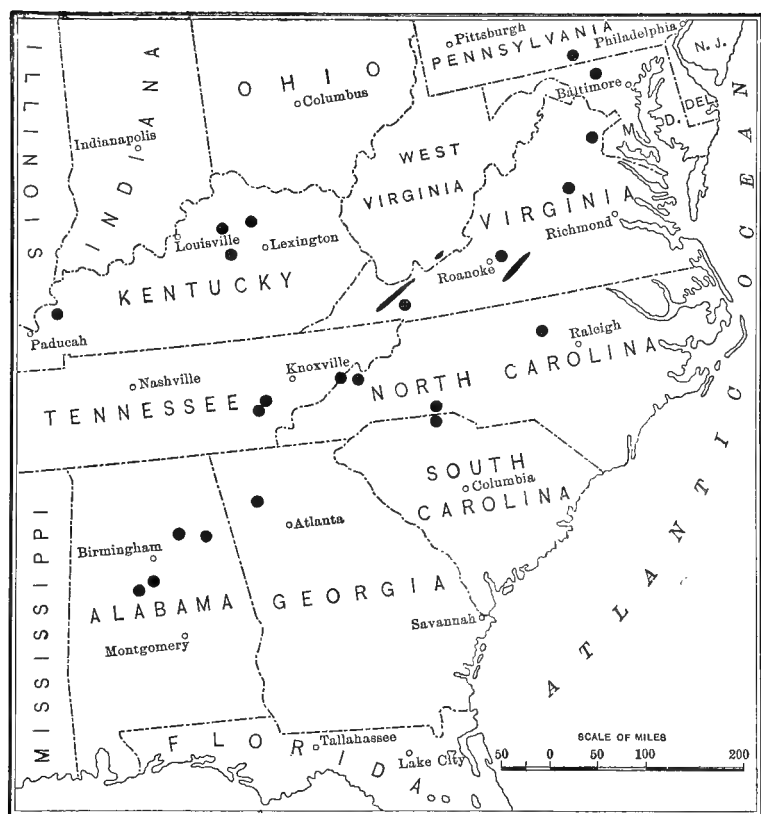 ILLINOIS
INDIANA
OHIO
PENNSYLVANIA
Pittsburgh
Philadelphia
N. J.
Columbus
Baltimore
DEL.
M D.
Indianapolis
WEST
VIRGINIA
VIRGINIA
Richmond
Louisville
Lexington
Roanoke
KENTUCKY
Paducah
Knoxville
Raleigh
Nashville
TENNESSEE
NORTH CAROLINA
SOUTH
CAROLINA
Columbia
Atlanta
Birmingham
ALABAMA
GEORGIA
Savannah
Montgomery
MISSISSIPPI
FLORIDA
Tallahassee
Lake City
ATLANTIC OCEAN
SCALE OF MILES
50 0 50 100 200